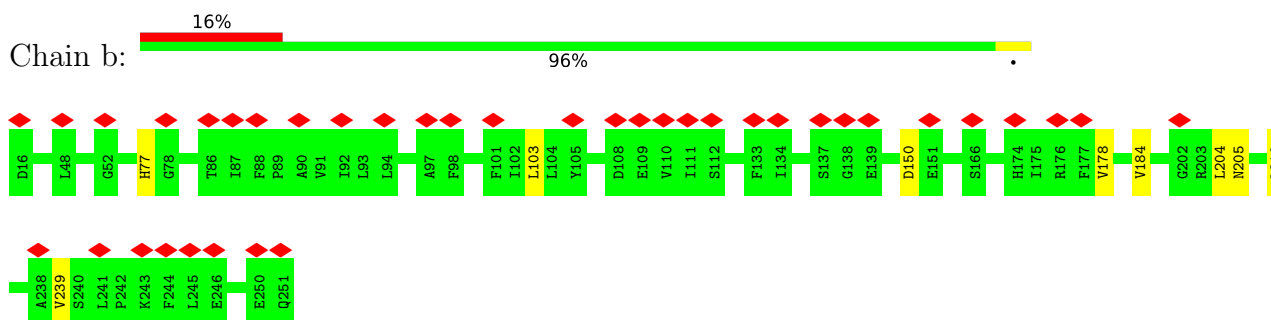 16%
Chain b:
96%
•
D16 L48 G52 H77 G78 T86 I87 F88 P89 A90 V91 I92 L93 L94 A97 F98 F101 I102 L103 L104 Y105 D108 E109 V110 I111 S112 F133 I134 S137 G138 E139 D150 E151 S166 H174 I175 R176 F177 V178 V184 G202 R203 L204 N205
A238 V239 S240 L241 P242 K243 F244 L245 E246 E250 Q251